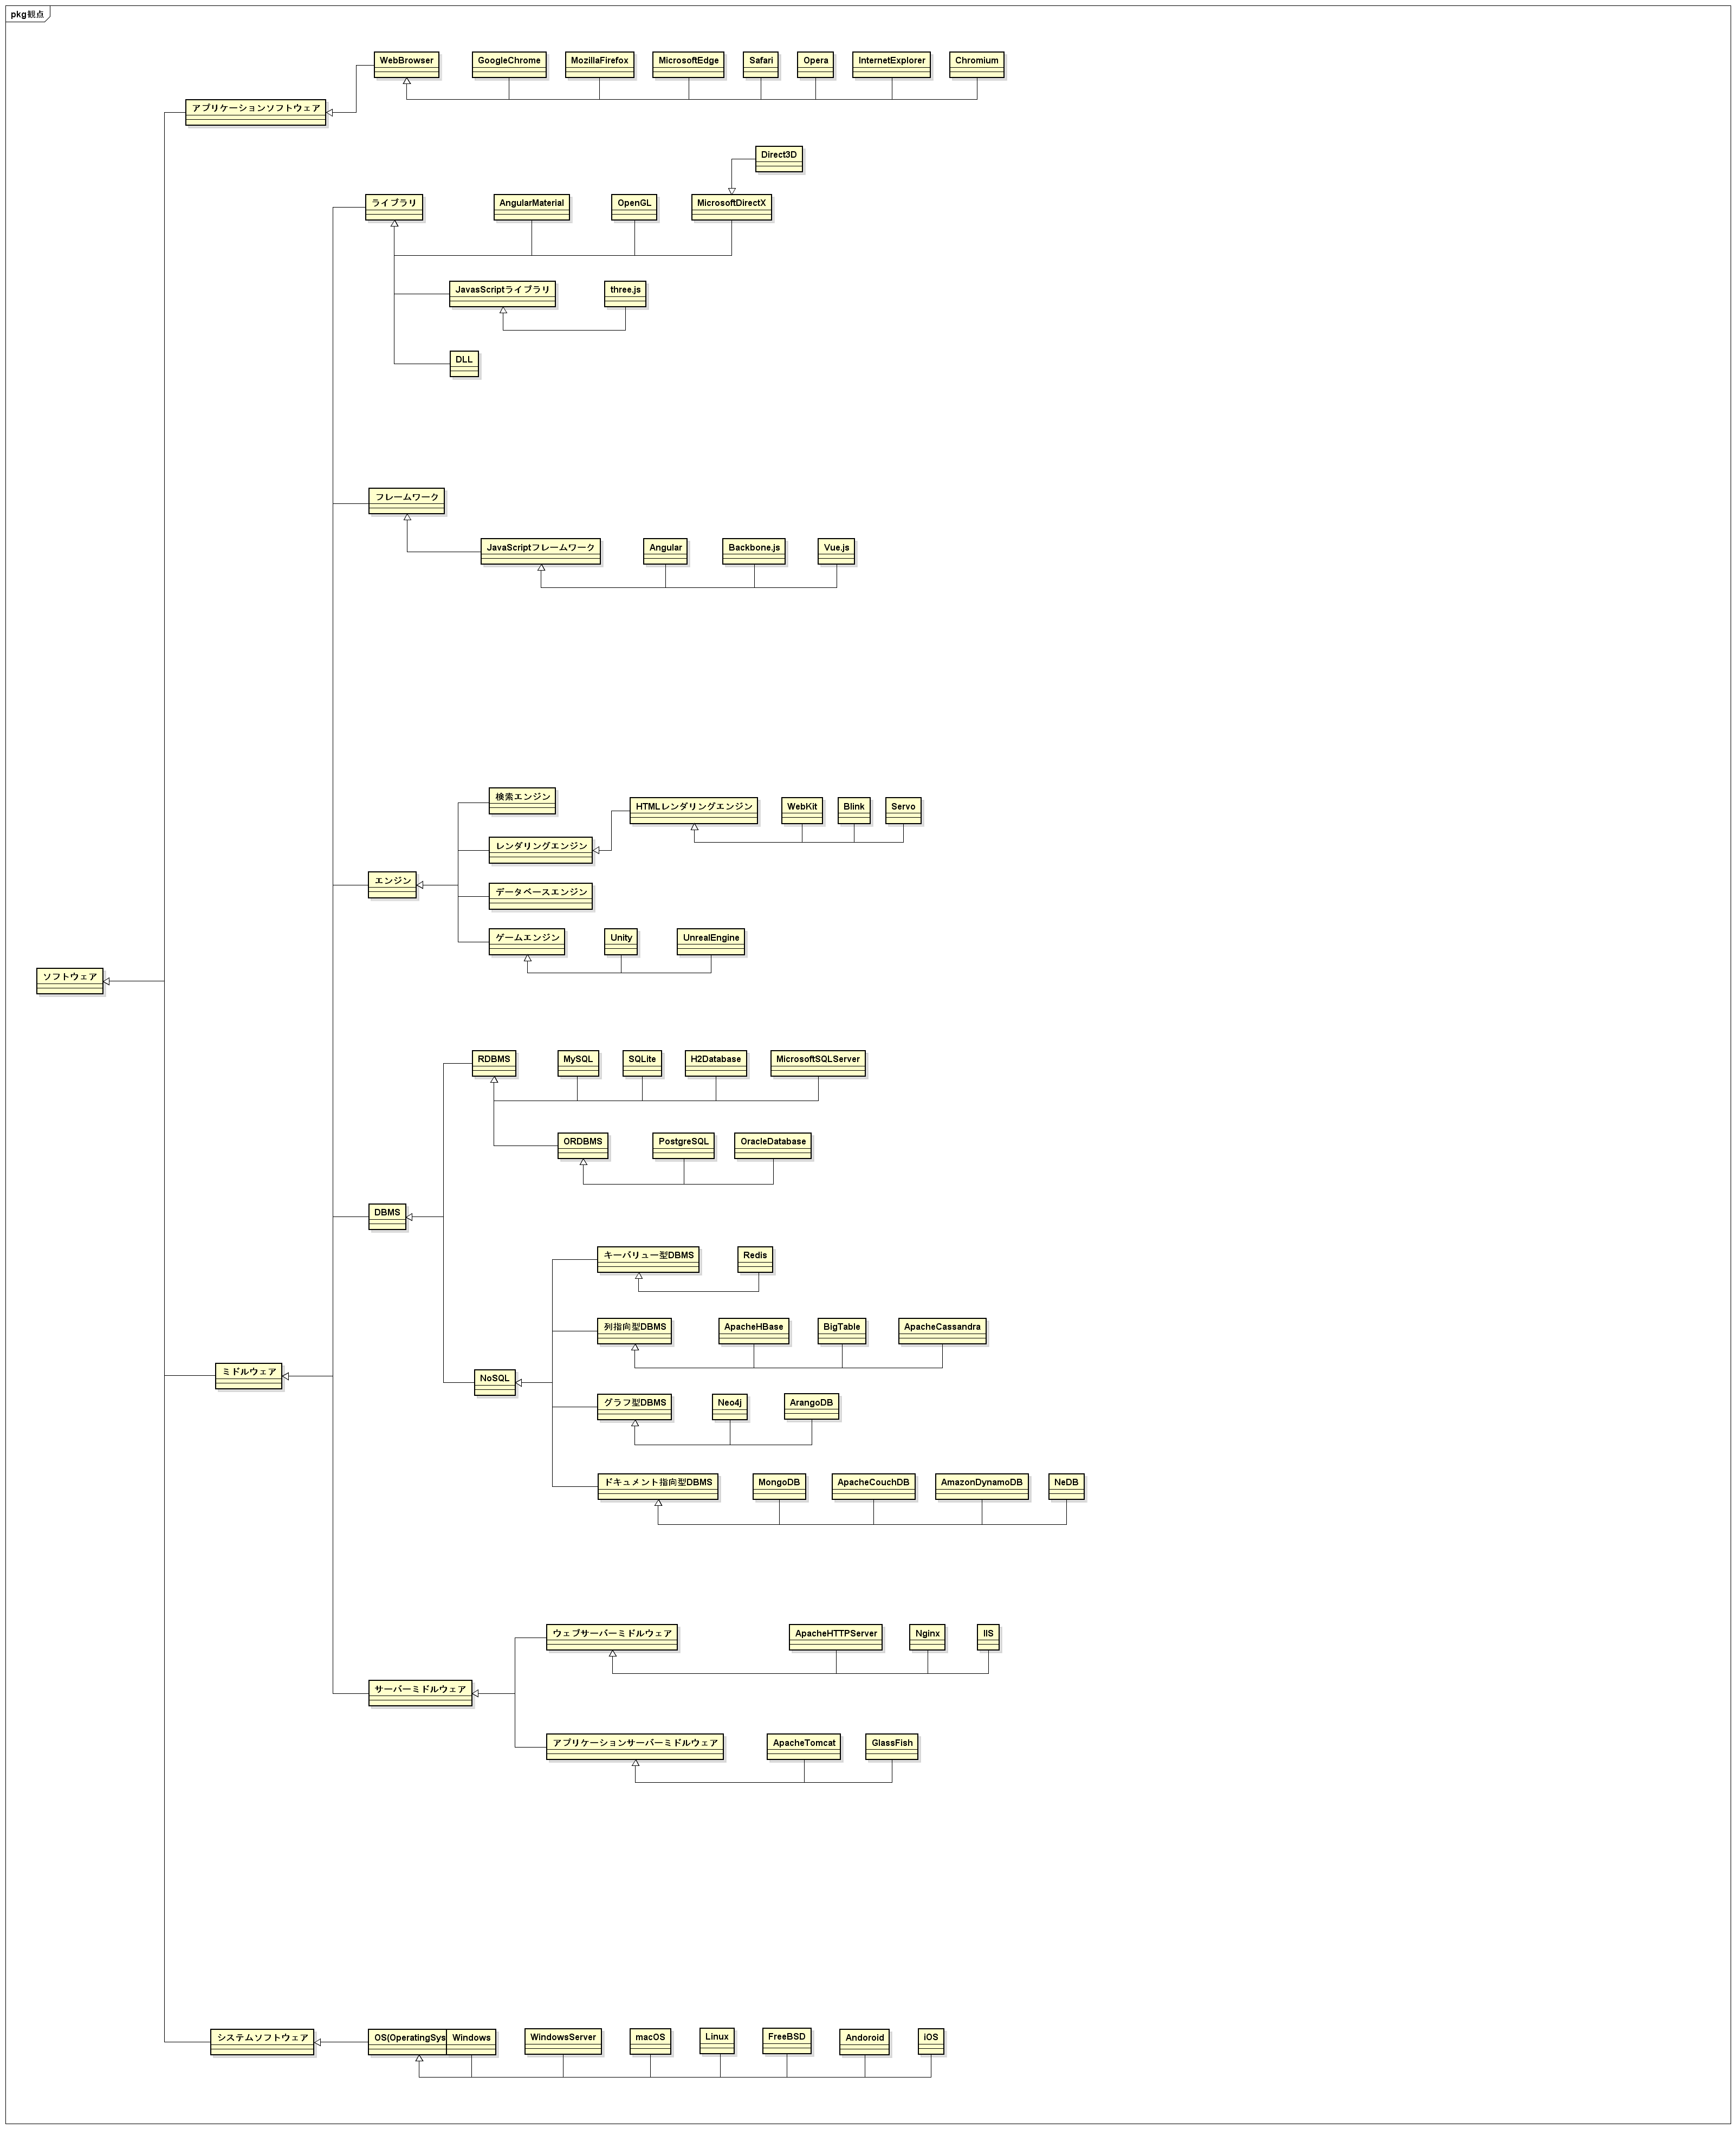 pkg 観点
WebBrowser
GoogleChrome
MozillaFirefox
MicrosoftEdge
Safari
Opera
InternetExplorer
Chromium
アプリケーションソフトウェア
Direct3D
ライブラリ
AngularMaterial
OpenGL
MicrosoftDirectX
JavasScriptライブラリ
three.js
DLL
フレームワーク
JavaScriptフレームワーク
Angular
Backbone.js
Vue.js
検索エンジン
HTMLレンダリングエンジン
WebKit
Blink
Servo
レンダリングエンジン
エンジン
データベースエンジン
ゲームエンジン
Unity
UnrealEngine
ソフトウェア
RDBMS
MySQL
SQLite
H2Database
MicrosoftSQLServer
ORDBMS
PostgreSQL
OracleDatabase
DBMS
キーバリュー型DBMS
Redis
列指向型DBMS
ApacheHBase
BigTable
ApacheCassandra
ミドルウェア
NoSQL
グラフ型DBMS
Neo4j
ArangoDB
ドキュメント指向型DBMS
MongoDB
ApacheCouchDB
AmazonDynamoDB
NeDB
ウェブサーバーミドルウェア
ApacheHTTPServer
Nginx
IIS
サーバーミドルウェア
アプリケーションサーバーミドルウェア
ApacheTomcat
GlassFish
システムソフトウェア
OS(OperatingSys
Windows
WindowsServer
macOS
Linux
FreeBSD
Andoroid
iOS